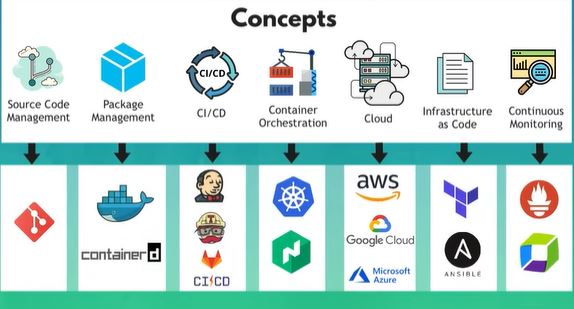 Concepts
CI/CD
Source Code
Management
Package
Management
CI/CD
Container
Orchestration
Cloud
Infrastructure
as Code
Continuous
Monitoring
containerd
CI/CD
aws
Google Cloud
Microsoft
Azure
A
ANSIBLE